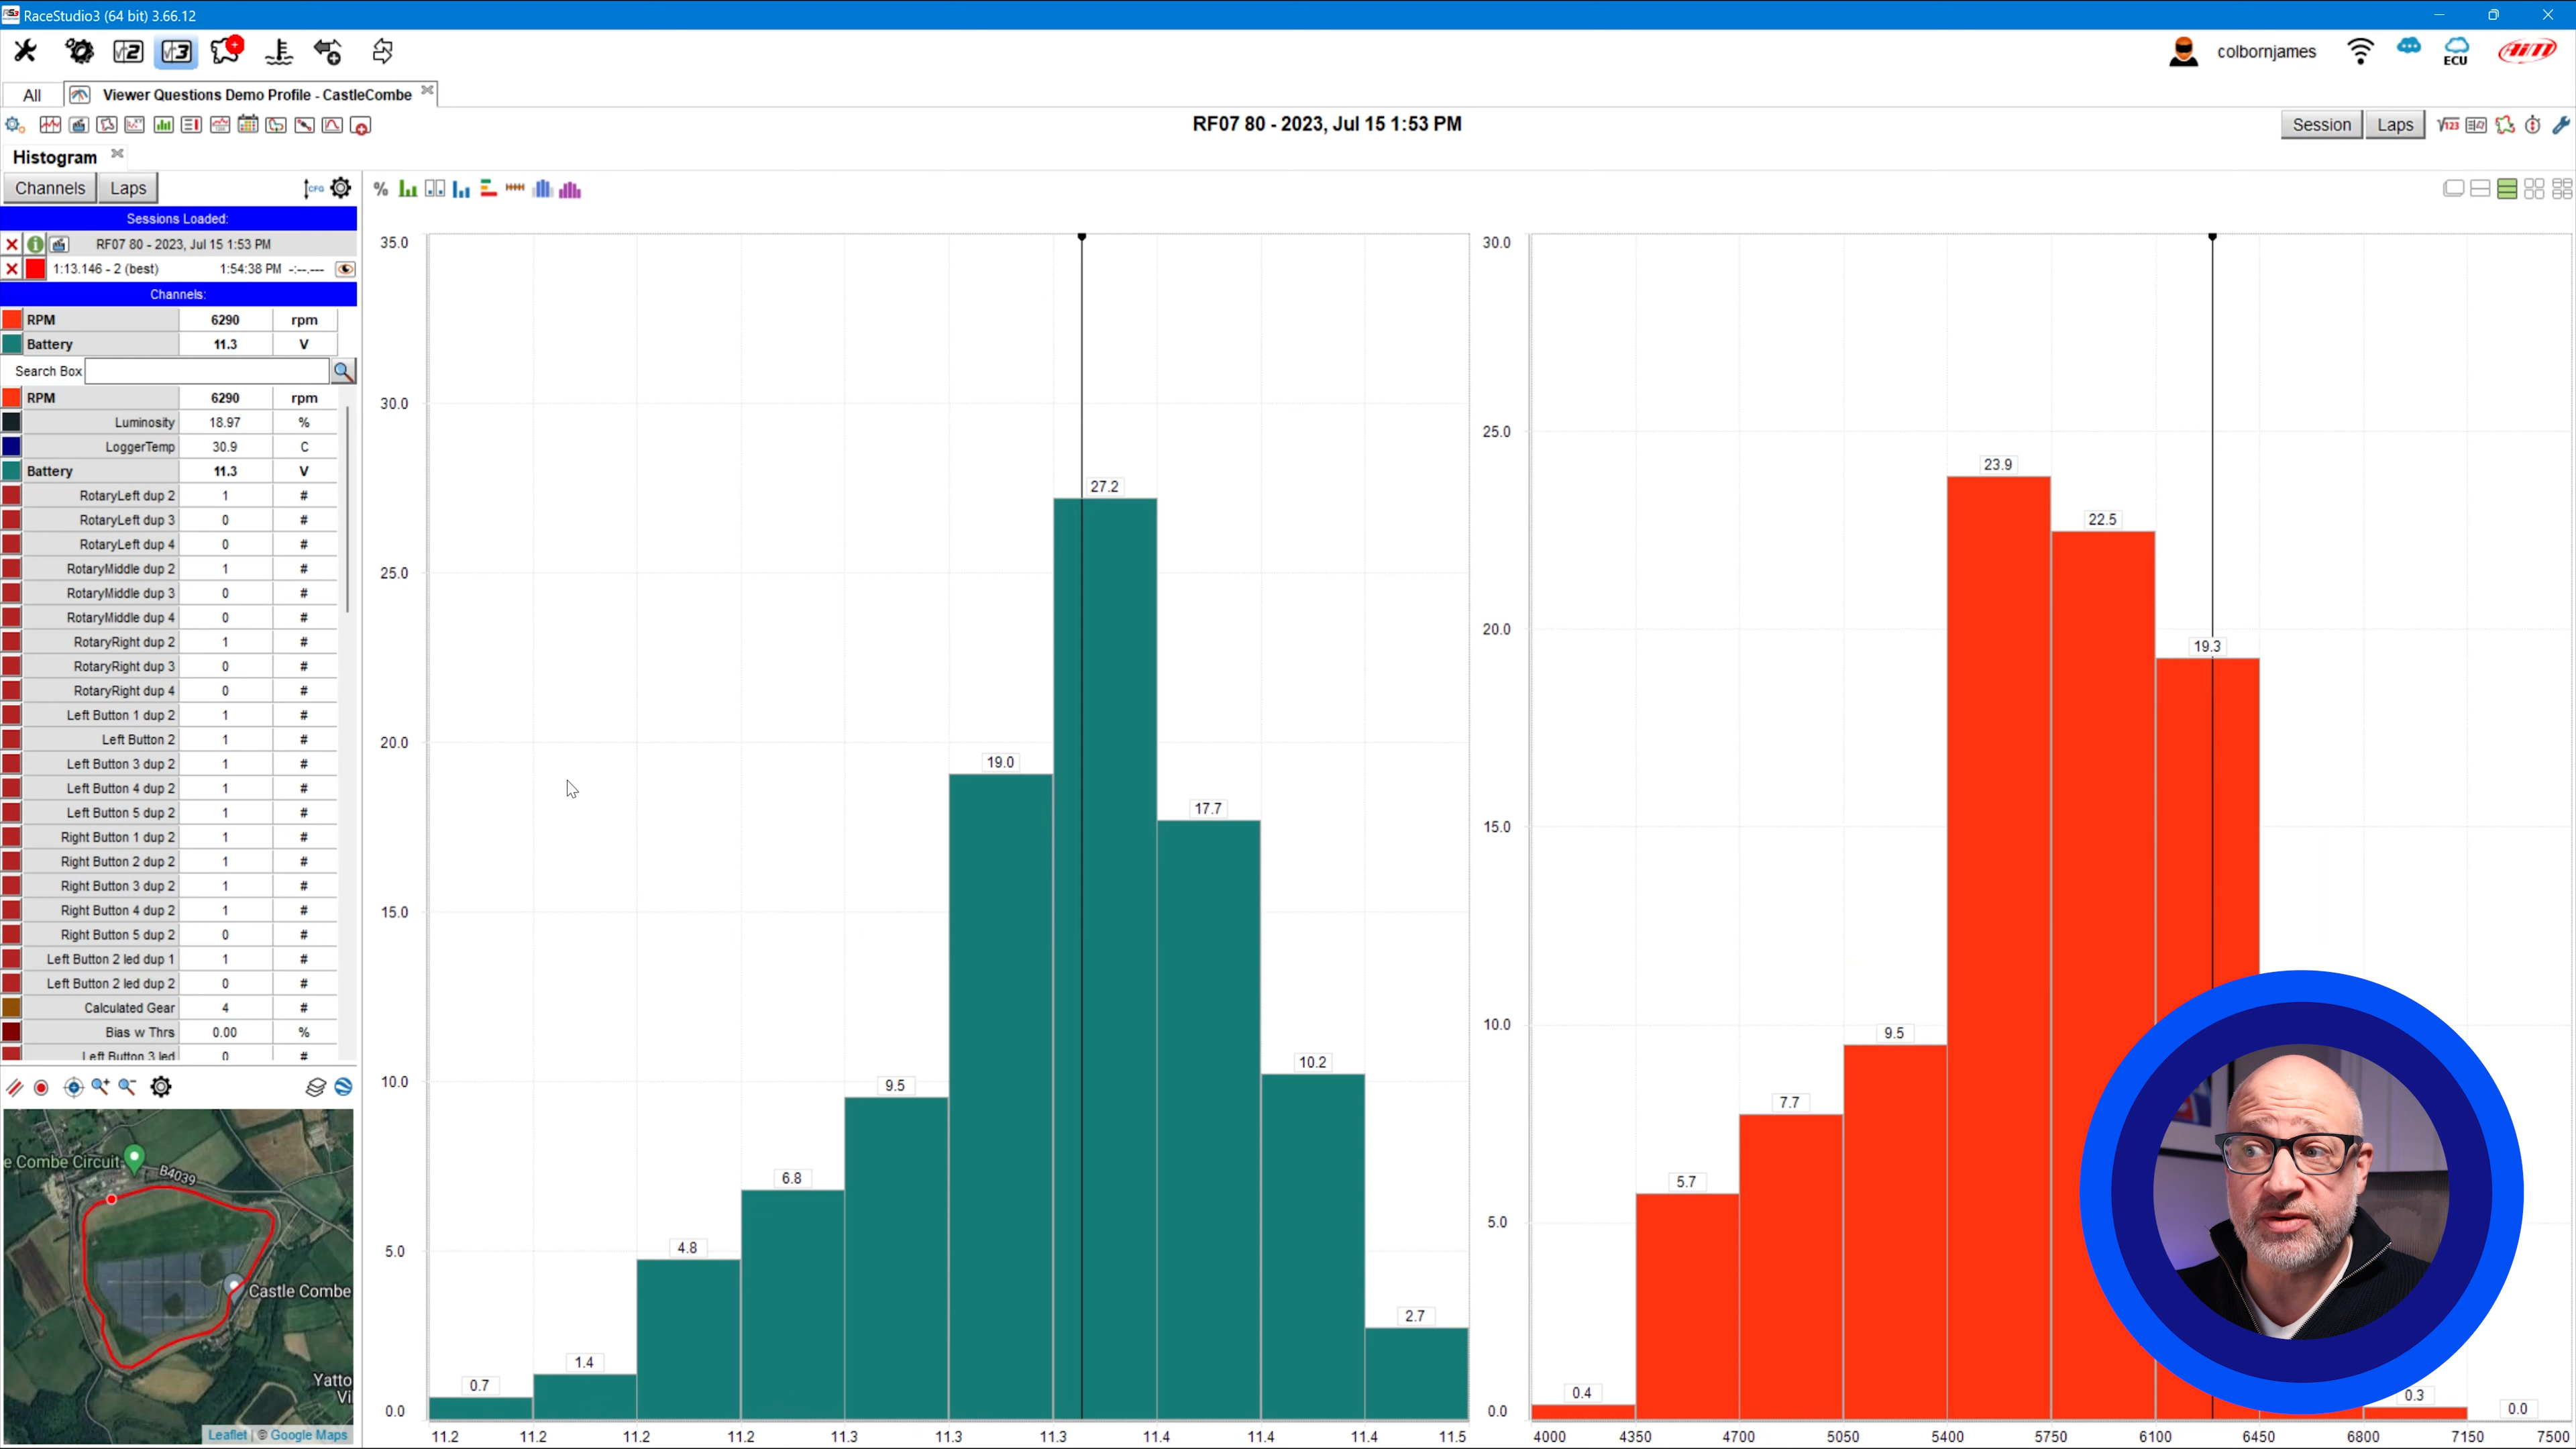 RS3 RaceStudio3 (64 bit) 3.66.12
2 3 colbornjames ECU AiM
All Viewer Questions Demo Profile - CastleCombe
RF07 80 - 2023, Jul 15 1:53 PM
Session Laps
Histogram
Channels Laps CFG %
Sessions Loaded:
RF07 80 - 2023, Jul 15 1:53 PM
1:13.146 - 2 (best) 1:54:38 PM -:--.---
Channels:
RPM 6290 rpm
Battery 11.3 V
Search Box
RPM 6290 rpm
Luminosity 18.97 %
LoggerTemp 30.9 C
Battery 11.3 V
RotaryLeft dup 2 1 #
RotaryLeft dup 3 0 #
RotaryLeft dup 4 0 #
RotaryMiddle dup 2 1 #
RotaryMiddle dup 3 0 #
RotaryMiddle dup 4 0 #
RotaryRight dup 2 1 #
RotaryRight dup 3 0 #
RotaryRight dup 4 0 #
Left Button 1 dup 2 1 #
Left Button 2 1 #
Left Button 3 dup 2 1 #
Left Button 4 dup 2 1 #
Left Button 5 dup 2 1 #
Right Button 1 dup 2 1 #
Right Button 2 dup 2 1 #
Right Button 3 dup 2 1 #
Right Button 4 dup 2 1 #
Right Button 5 dup 2 0 #
Left Button 2 led dup 1 1 #
Left Button 2 led dup 2 0 #
Calculated Gear 4 #
Bias w Thrs 0.00 %
Left Button 3 led 0 #
e Combe Circuit
B4039
Castle Combe
Yatto
Vi
Leaflet | © Google Maps
35.0
30.0
25.0
20.0
15.0
10.0
5.0
0.0
0.7 1.4 4.8 6.8 9.5 19.0 27.2 17.7 10.2 2.7
11.2 11.2 11.2 11.2 11.3 11.3 11.3 11.4 11.4 11.4 11.5
30.0
25.0
20.0
15.0
10.0
5.0
0.0
0.4 5.7 7.7 9.5 23.9 22.5 19.3 0.3 0.0
4000 4350 4700 5050 5400 5750 6100 6450 6800 7150 7500